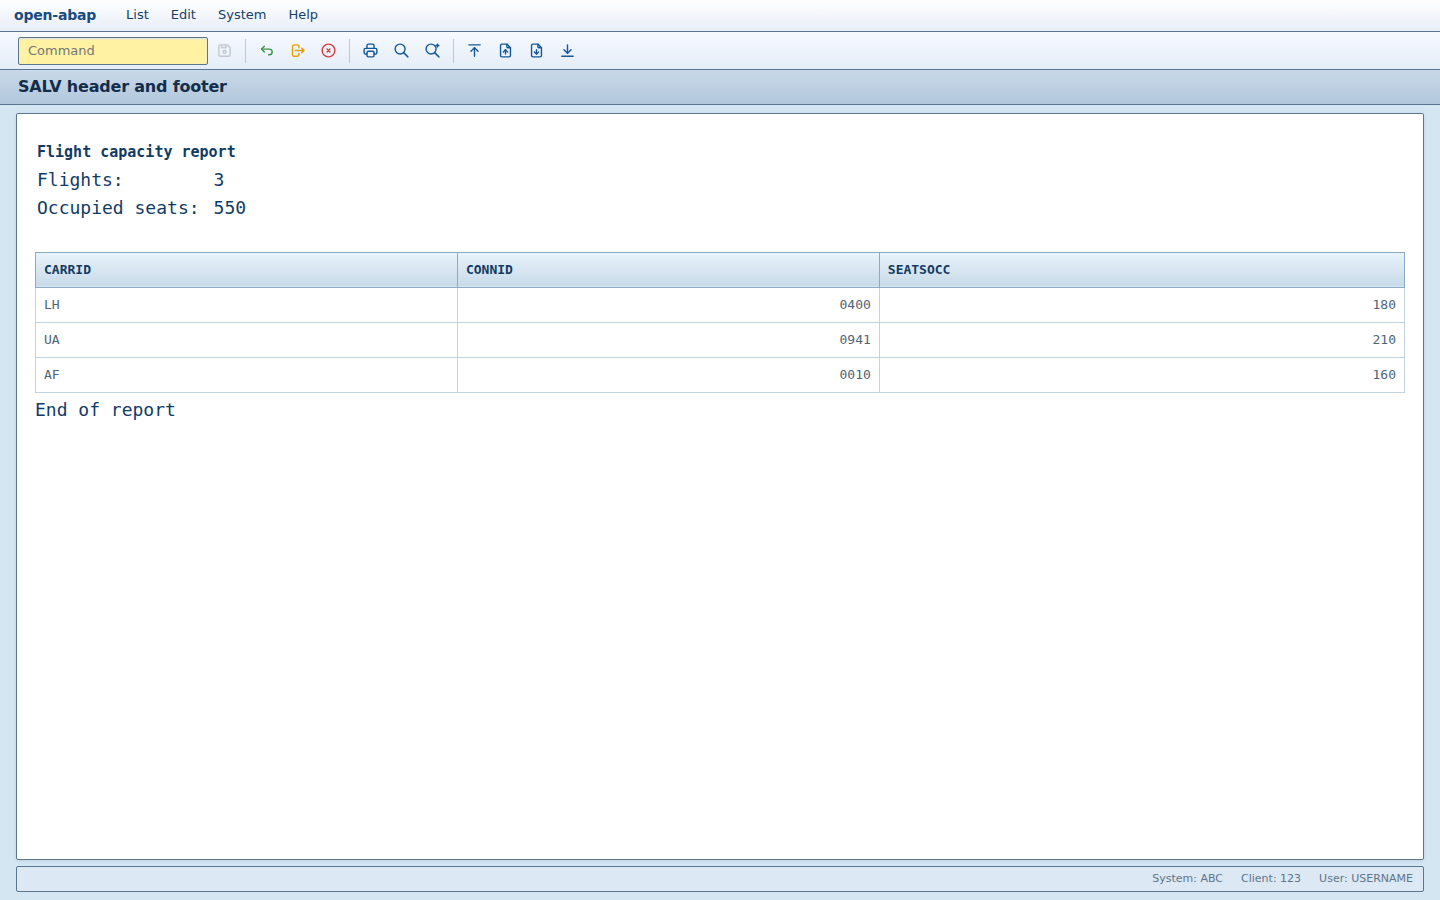 open-abap List Edit System Help
Command
SALV header and footer
Flight capacity report
Flights: 3
Occupied seats: 550
CARRID CONNID SEATSOCC
LH 0400 180
UA 0941 210
AF 0010 160
End of report
System: ABC Client: 123 User: USERNAME